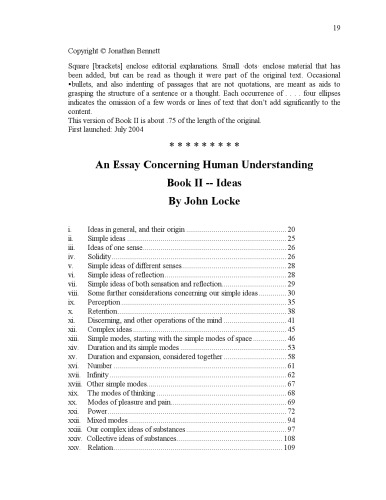 19
Copyright © Jonathan Bennett
Square [brackets] enclose editorial explanations. Small ·dots· enclose material that has
been added, but can be read as though it were part of the original text. Occasional
•bullets, and also indenting of passages that are not quotations, are meant as aids to
grasping the structure of a sentence or a thought. Each occurrence of . . . . four ellipses
indicates the omission of a few words or lines of text that don’t add significantly to the
content.
This version of Book II is about .75 of the length of the original.
First launched: July 2004
* * * * * * * * *
An Essay Concerning Human Understanding
Book II -- Ideas
By John Locke
i. Ideas in general, and their origin ........ 20
ii. Simple ideas ........ 25
iii. Ideas of one sense ........ 26
iv. Solidity ........ 26
v. Simple ideas of different senses ........ 28
vi. Simple ideas of reflection ........ 28
vii. Simple ideas of both sensation and reflection ........ 29
viii. Some further considerations concerning our simple ideas ........ 30
ix. Perception ........ 35
x. Retention ........ 38
xi. Discerning, and other operations of the mind ........ 41
xii. Complex ideas ........ 45
xiii. Simple modes, starting with the simple modes of space ........ 46
xiv. Duration and its simple modes ........ 53
xv. Duration and expansion, considered together ........ 58
xvi. Number ........ 61
xvii. Infinity ........ 62
xviii. Other simple modes ........ 67
xix. The modes of thinking ........ 68
xx. Modes of pleasure and pain ........ 69
xxi. Power ........ 72
xxii. Mixed modes ........ 94
xxiii. Our complex ideas of substances ........ 97
xxiv. Collective ideas of substances ........ 108
xxv. Relation ........ 109